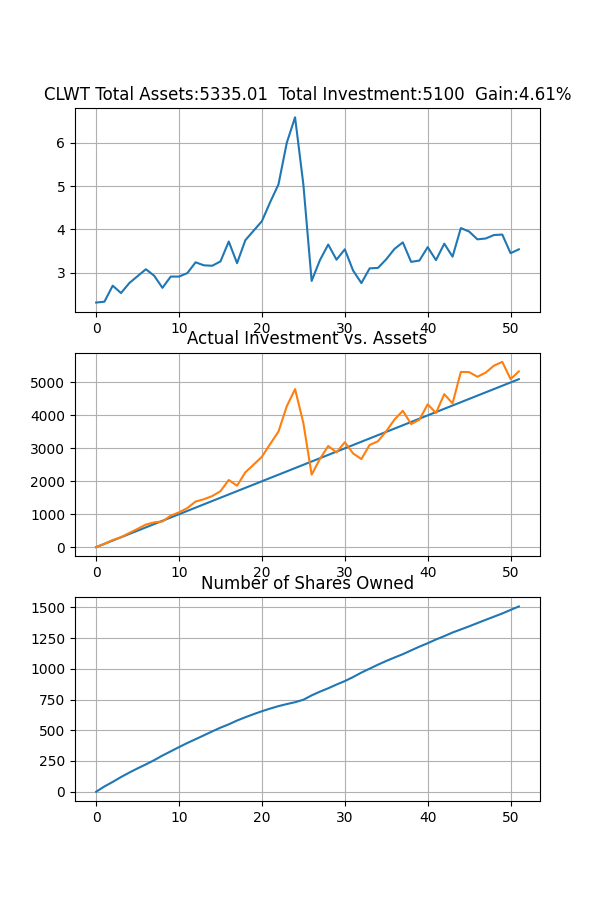 CLWT Total Assets:5335.01  Total Investment:5100  Gain:4.61%
6
5
4
3
0 10 20 30 40 50
Actual Investment vs. Assets
5000
4000
3000
2000
1000
0
0 10 20 30 40 50
Number of Shares Owned
1500
1250
1000
750
500
250
0
0 10 20 30 40 50